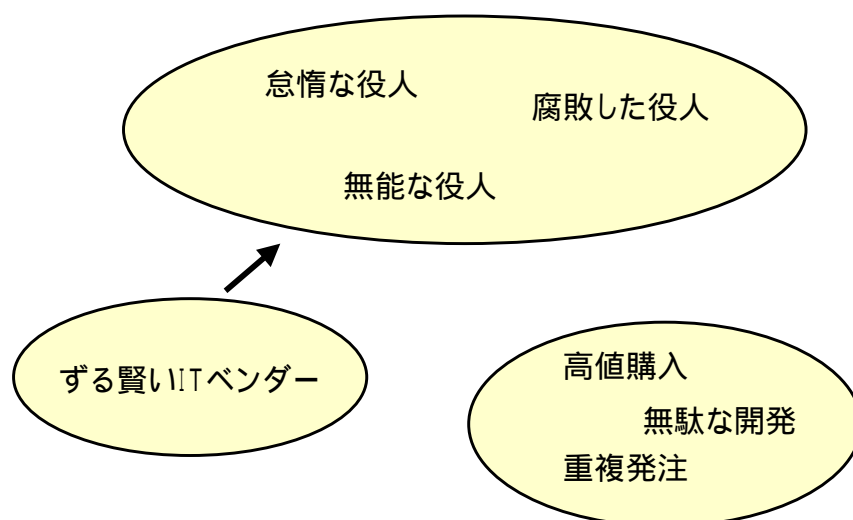 怠惰な役人
腐敗した役人
無能な役人
ずる賢いITベンダー
高値購入
無駄な開発
重複発注